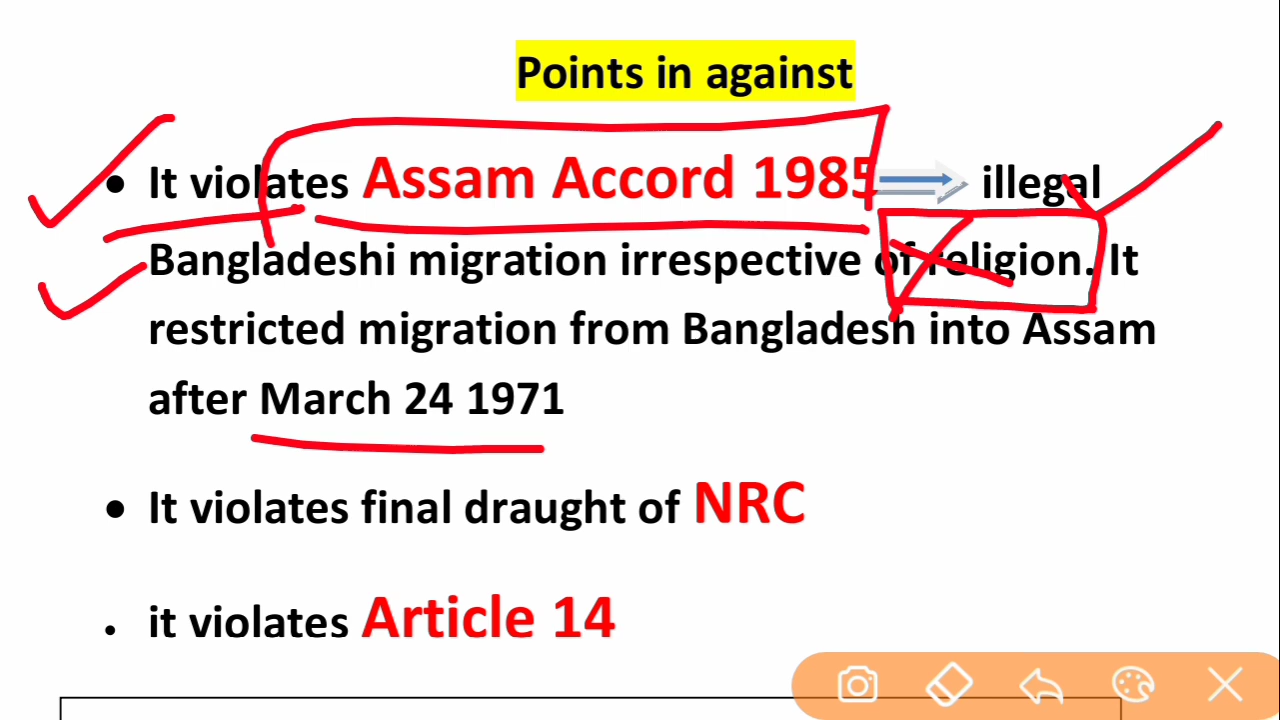 Points in against
• It violates Assam Accord 1985 illegal
Bangladeshi migration irrespective of religion. It
restricted migration from Bangladesh into Assam
after March 24 1971
• It violates final draught of NRC
• it violates Article 14